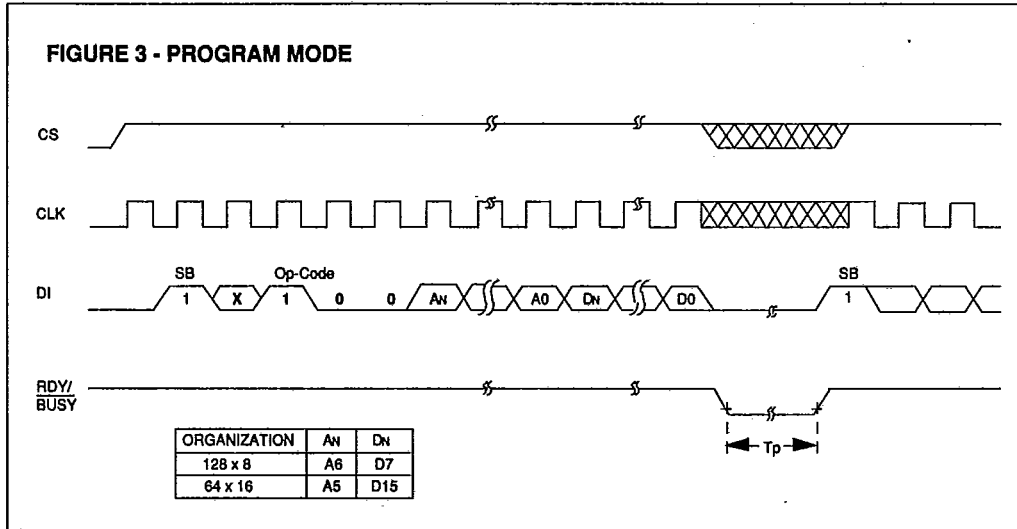 FIGURE 3 - PROGRAM MODE
CS
CLK
SB Op-Code SB
DI 1 X 1 0 0 AN A0 DN D0 1
RDY/
BUSY
Tp
ORGANIZATION AN DN
128 x 8 A6 D7
64 x 16 A5 D15